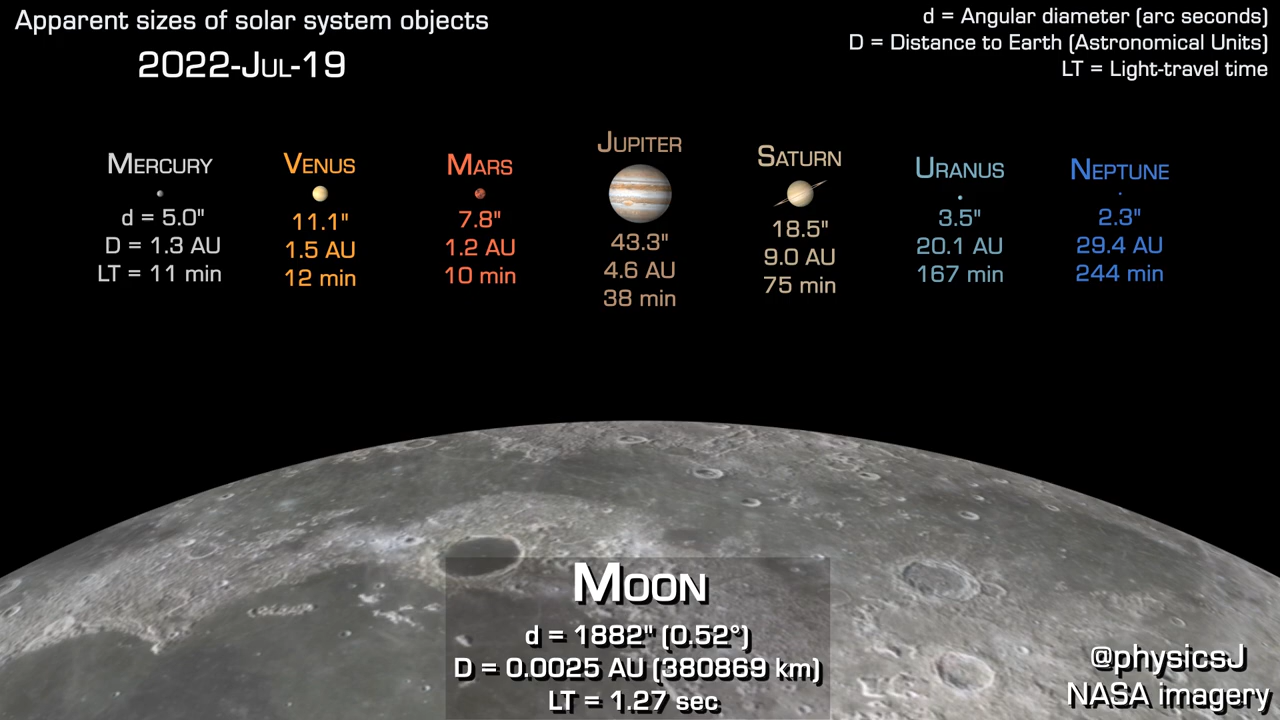 Apparent sizes of solar system objects
2022-Jul-19
d = Angular diameter (arc seconds)
D = Distance to Earth (Astronomical Units)
LT = Light-travel time
Mercury
d = 5.0"
D = 1.3 AU
LT = 11 min
Venus
11.1"
1.5 AU
12 min
Mars
7.8"
1.2 AU
10 min
Jupiter
43.3"
4.6 AU
38 min
Saturn
18.5"
9.0 AU
75 min
Uranus
3.5"
20.1 AU
167 min
Neptune
2.3"
29.4 AU
244 min
Moon
d = 1882" (0.52°)
D = 0.0025 AU (380869 km)
LT = 1.27 sec
@physicsJ
NASA imagery